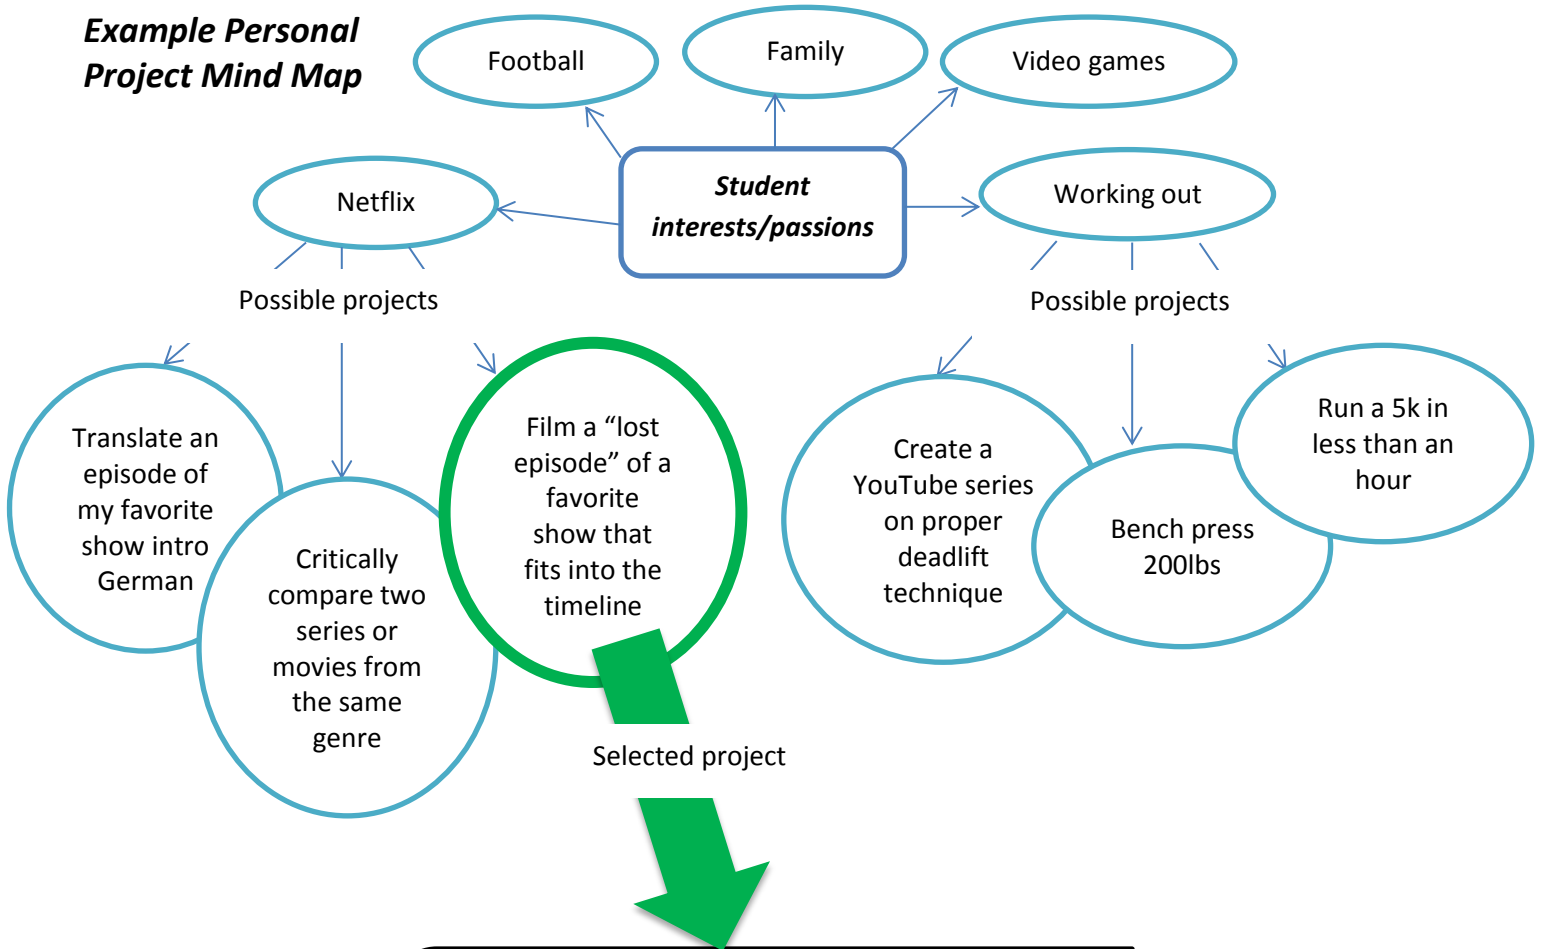 Example Personal
Project Mind Map
Football
Family
Video games
Netflix
Student
interests/passions
Working out
Possible projects
Possible projects
Translate an
episode of
my favorite
show intro
German
Critically
compare two
series or
movies from
the same
genre
Film a “lost
episode” of a
favorite
show that
fits into the
timeline
Create a
YouTube series
on proper
deadlift
technique
Bench press
200lbs
Run a 5k in
less than an
hour
Selected project